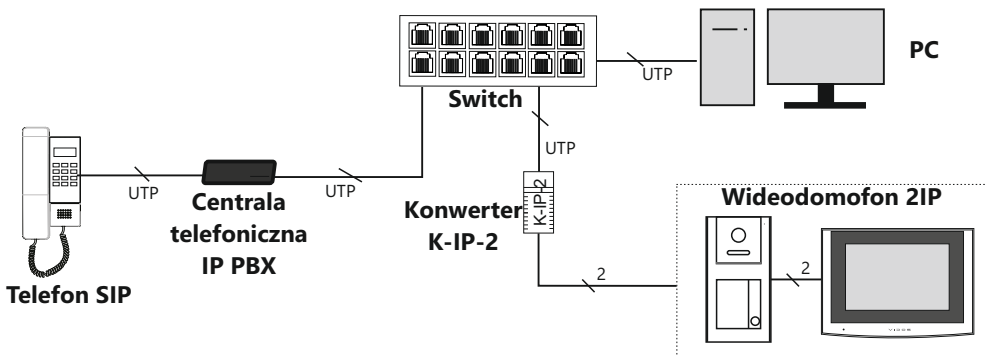 UTP
PC
Switch
UTP
K-IP-2
UTP
Centrala
telefoniczna
IP PBX
UTP
Konwerter
K-IP-2
Wideodomofon 2IP
2
2
VIDOS
Telefon SIP